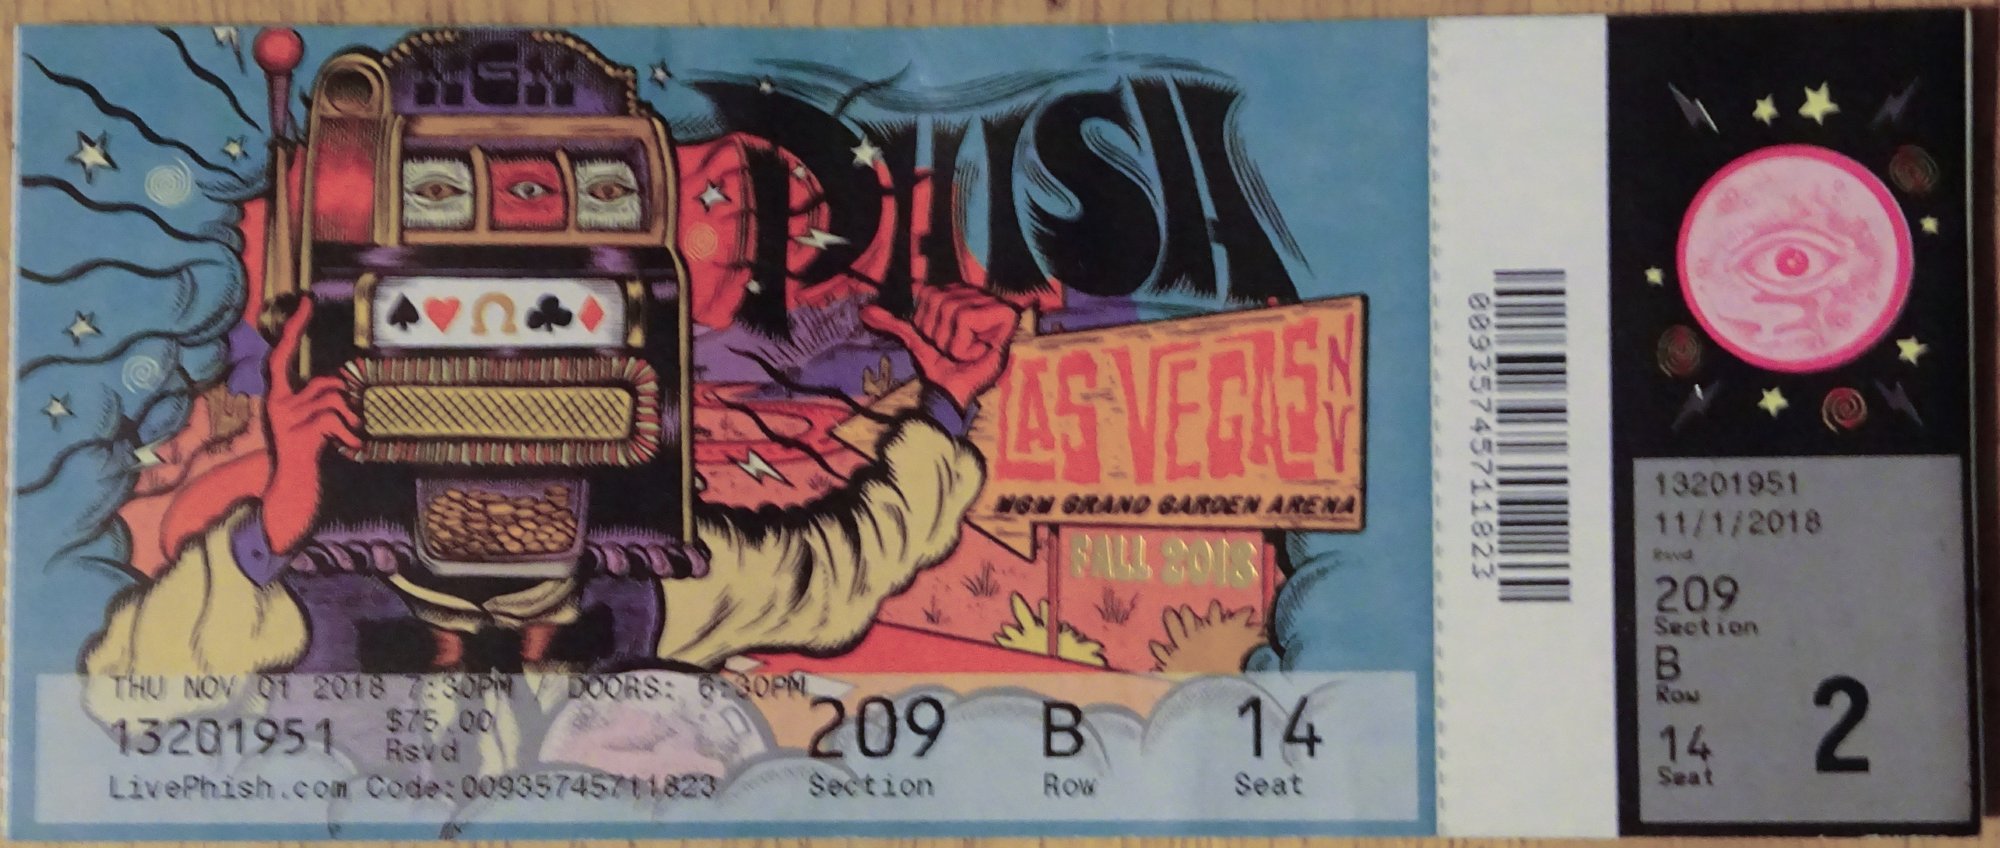 MGM
PHISH
LAS VEGAS NV
MGM GRAND GARDEN ARENA
FALL 2018
THU NOV 01 2018 7:30PM / DOORS: 6:30PM
13201951
$75.00
Rsvd
LivePhish.com Code:00935745711823
209
Section
B
Row
14
Seat
00935745711823
13201951
11/1/2018
Rsvd
209
Section
B
Row
14
Seat
2